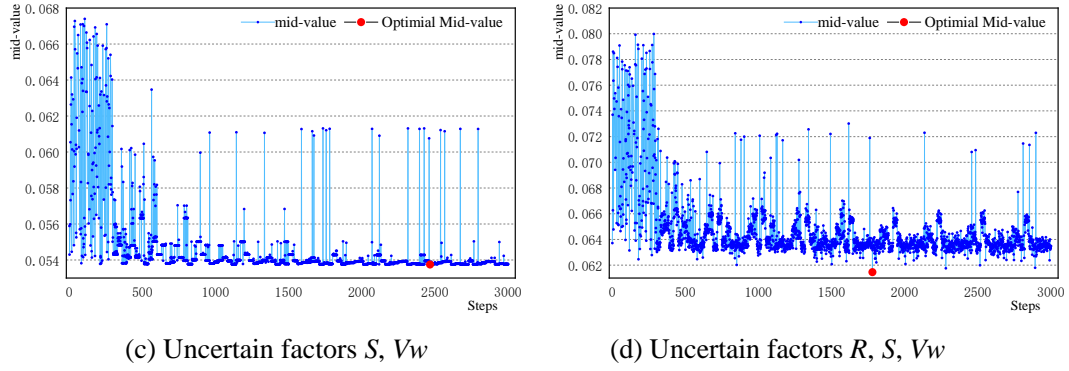 mid-value
0.068
0.066
0.064
0.062
0.060
0.058
0.056
0.054
mid-value Optimial Mid-value
0 500 1000 1500 2000 2500 3000
Steps
(c) Uncertain factors S, Vw
mid-value
0.082
0.080
0.078
0.076
0.074
0.072
0.070
0.068
0.066
0.064
0.062
mid-value Optimial Mid-value
0 500 1000 1500 2000 2500 3000
Steps
(d) Uncertain factors R, S, Vw